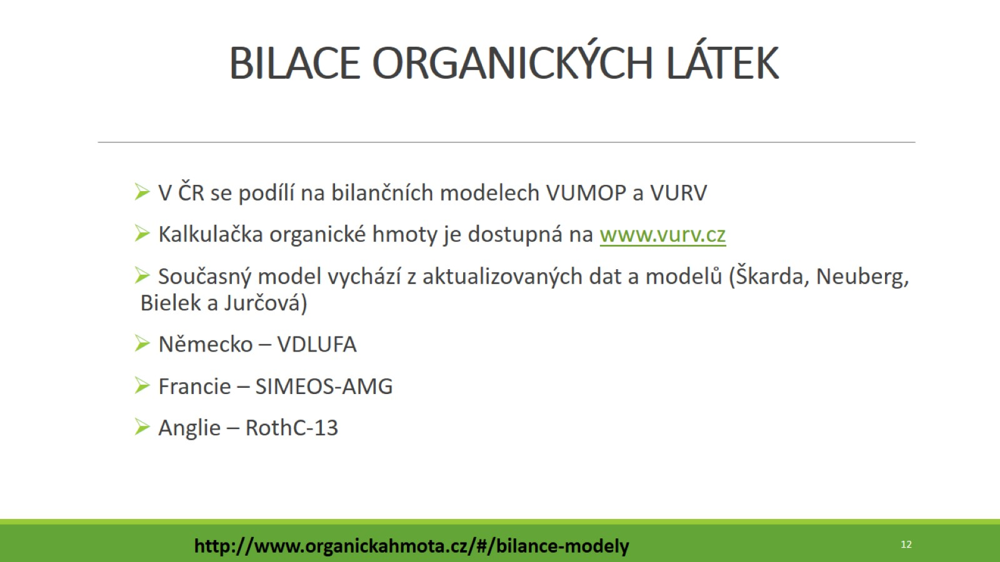 BILACE ORGANICKÝCH LÁTEK
V ČR se podílí na bilančních modelech VUMOP a VURV
Kalkulačka organické hmoty je dostupná na www.vurv.cz
Současný model vychází z aktualizovaných dat a modelů (Škarda, Neuberg,
Bielek a Jurčová)
Německo – VDLUFA
Francie – SIMEOS-AMG
Anglie – RothC-13
http://www.organickahmota.cz/#/bilance-modely
12